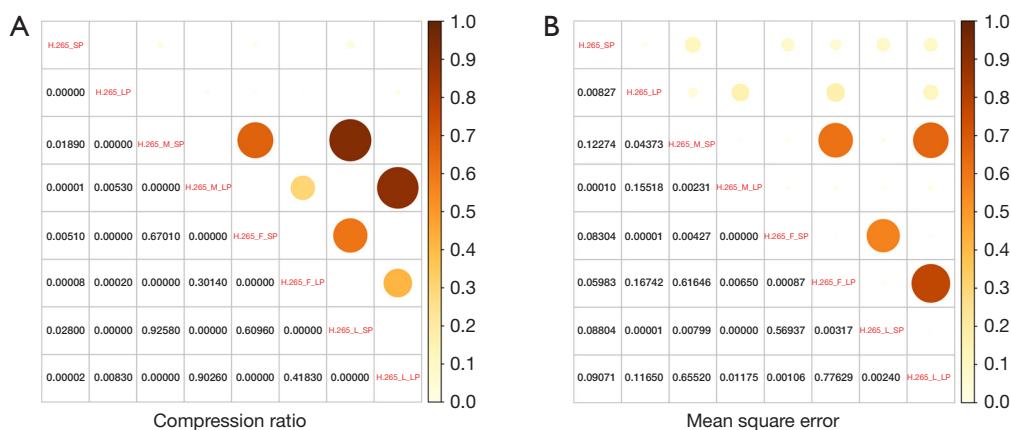 A
H.265_SP
0.00000 H.265_LP
0.01890 0.00000 H.265_M_SP
0.00001 0.00530 0.00000 H.265_M_LP
0.00510 0.00000 0.67010 0.00000 H.265_F_SP
0.00008 0.00020 0.00000 0.30140 0.00000 H.265_F_LP
0.02800 0.00000 0.92580 0.00000 0.60960 0.00000 H.265_L_SP
0.00002 0.00830 0.00000 0.90260 0.00000 0.41830 0.00000 H.265_L_LP
1.0
0.9
0.8
0.7
0.6
0.5
0.4
0.3
0.2
0.1
0.0
Compression ratio
B
H.265_SP
0.00827 H.265_LP
0.12274 0.04373 H.265_M_SP
0.00010 0.15518 0.00231 H.265_M_LP
0.08304 0.00001 0.00427 0.00000 H.265_F_SP
0.05983 0.16742 0.61646 0.00650 0.00087 H.265_F_LP
0.08804 0.00001 0.00799 0.00000 0.56937 0.00317 H.265_L_SP
0.09071 0.11650 0.65520 0.01175 0.00106 0.77629 0.00240 H.265_L_LP
1.0
0.9
0.8
0.7
0.6
0.5
0.4
0.3
0.2
0.1
0.0
Mean square error